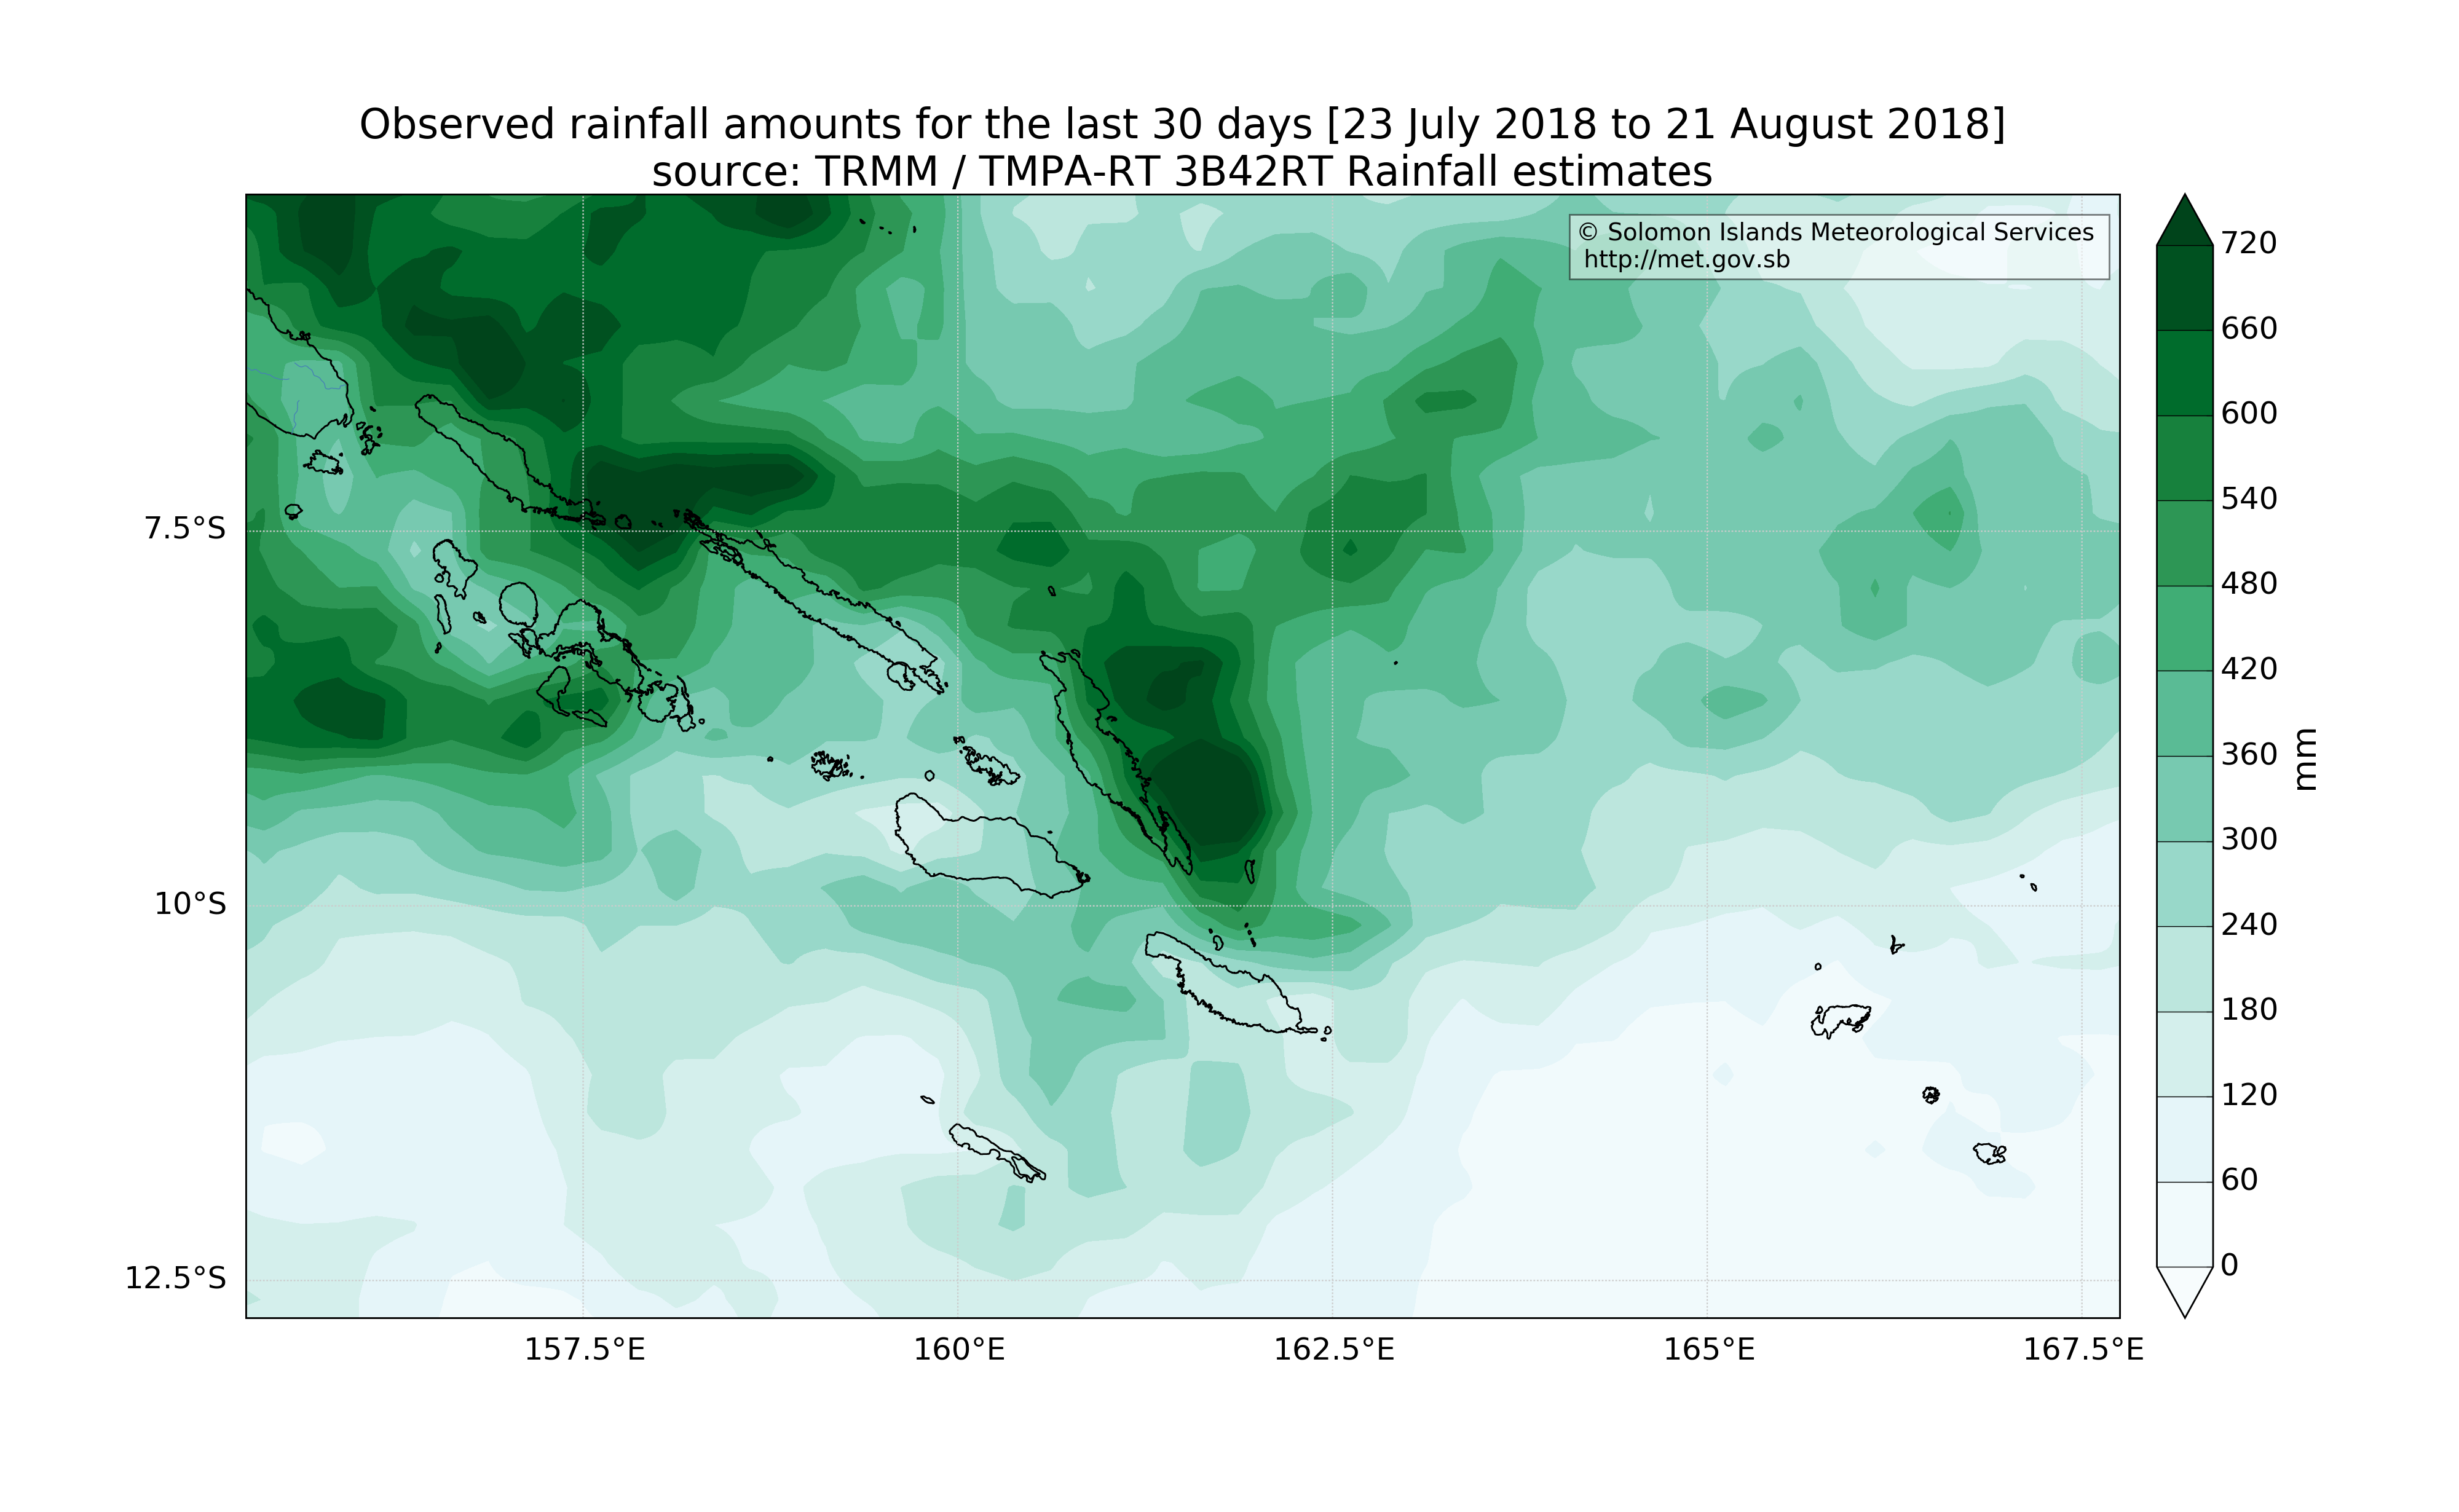 Observed rainfall amounts for the last 30 days [23 July 2018 to 21 August 2018]
source: TRMM / TMPA-RT 3B42RT Rainfall estimates
© Solomon Islands Meteorological Services
http://met.gov.sb
7.5°S
10°S
12.5°S
157.5°E
160°E
162.5°E
165°E
167.5°E
720
660
600
540
480
420
360
300
240
180
120
60
0
mm